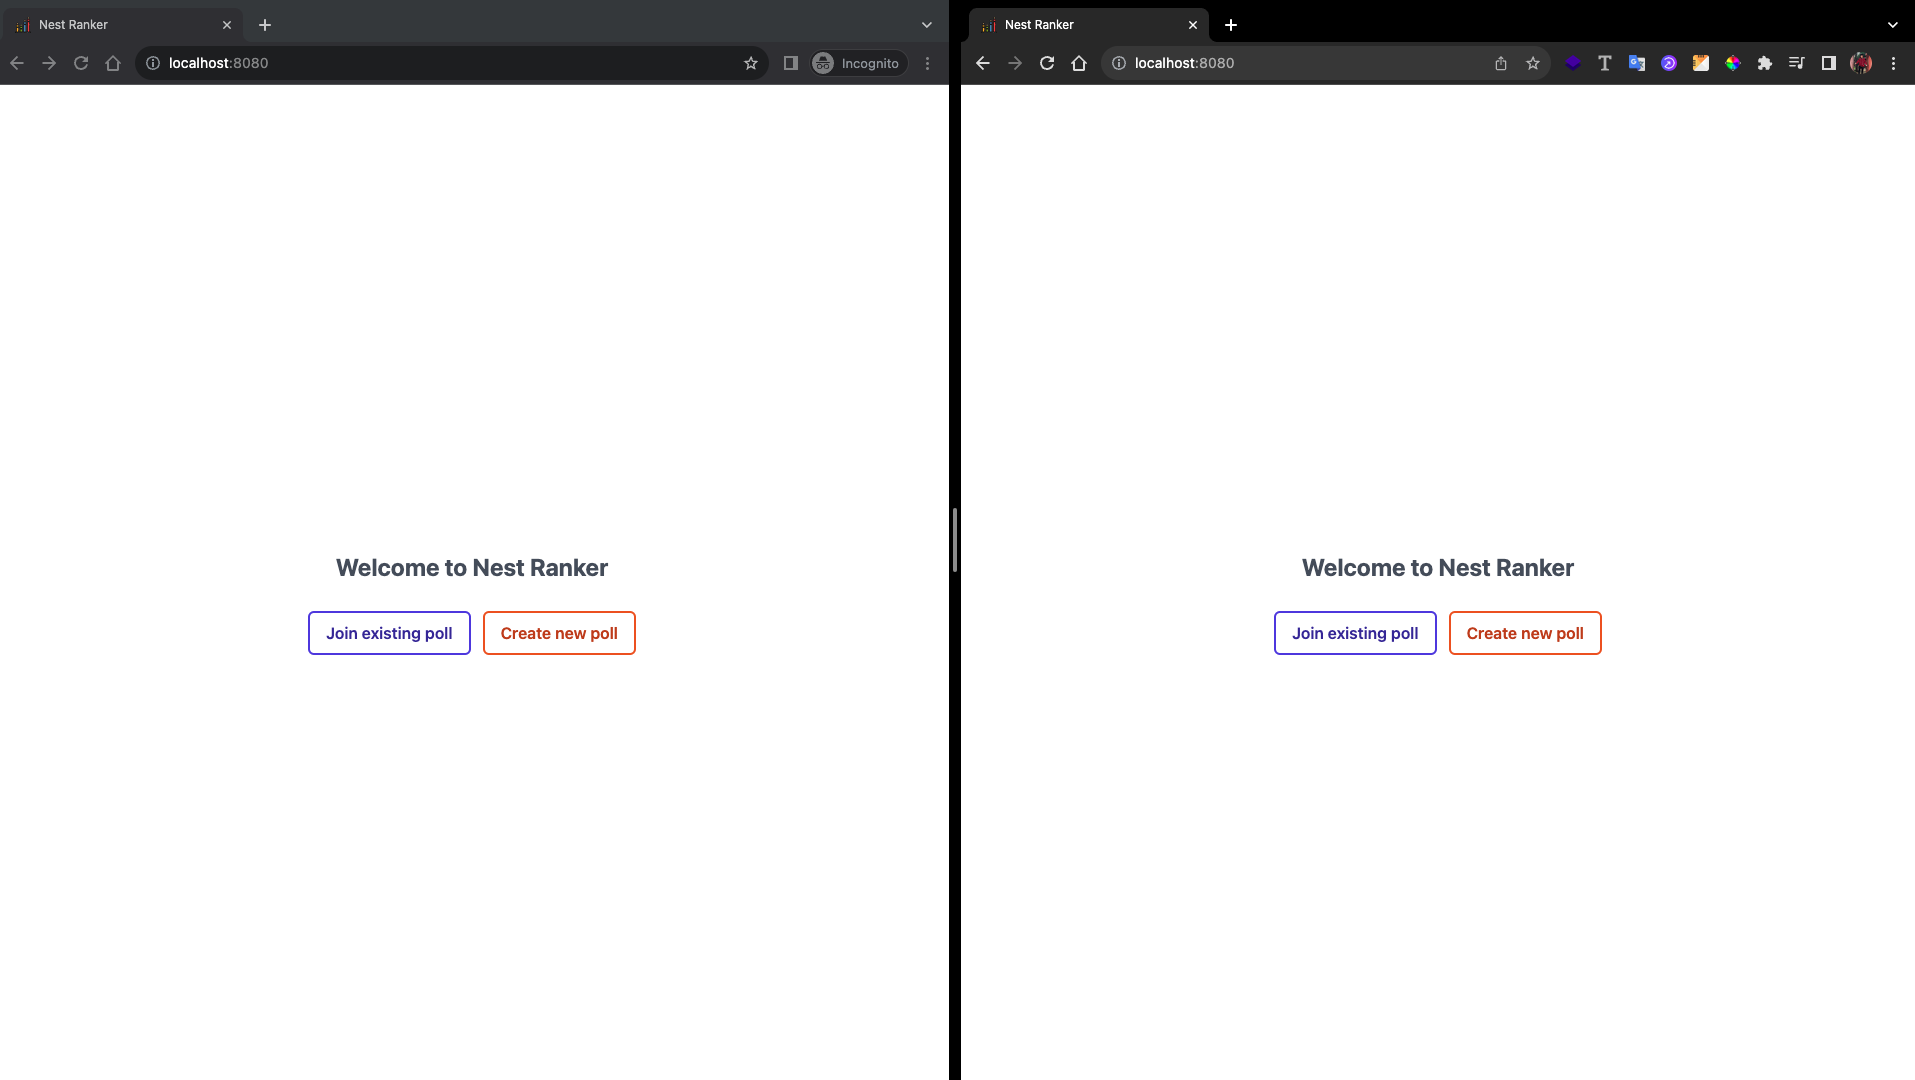 Nest Ranker
localhost:8080
Incognito
Welcome to Nest Ranker
Join existing poll
Create new poll
Nest Ranker
localhost:8080
Welcome to Nest Ranker
Join existing poll
Create new poll